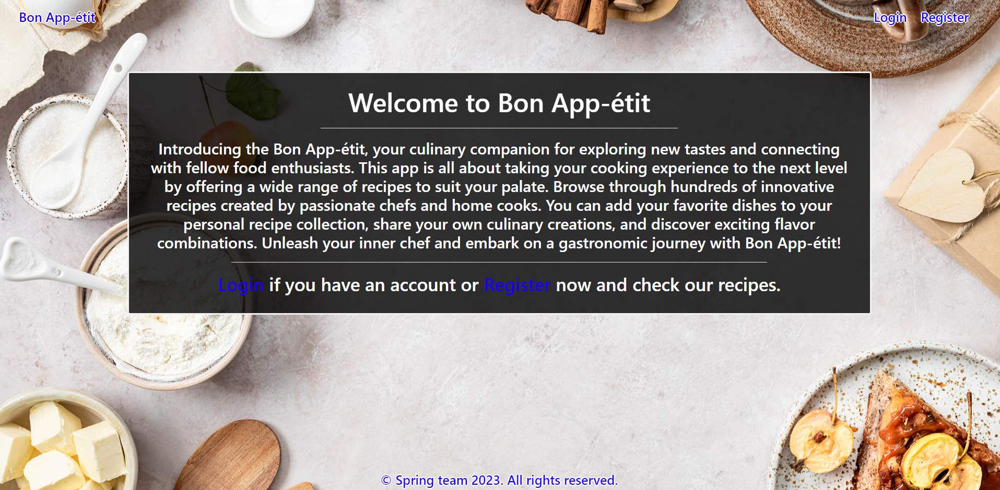 Bon App-étit
Login Register
Welcome to Bon App-étit
Introducing the Bon App-étit, your culinary companion for exploring new tastes and connecting
with fellow food enthusiasts. This app is all about taking your cooking experience to the next level
by offering a wide range of recipes to suit your palate. Browse through hundreds of innovative
recipes created by passionate chefs and home cooks. You can add your favorite dishes to your
personal recipe collection, share your own culinary creations, and discover exciting flavor
combinations. Unleash your inner chef and embark on a gastronomic journey with Bon App-étit!
Login if you have an account or Register now and check our recipes.
© Spring team 2023. All rights reserved.